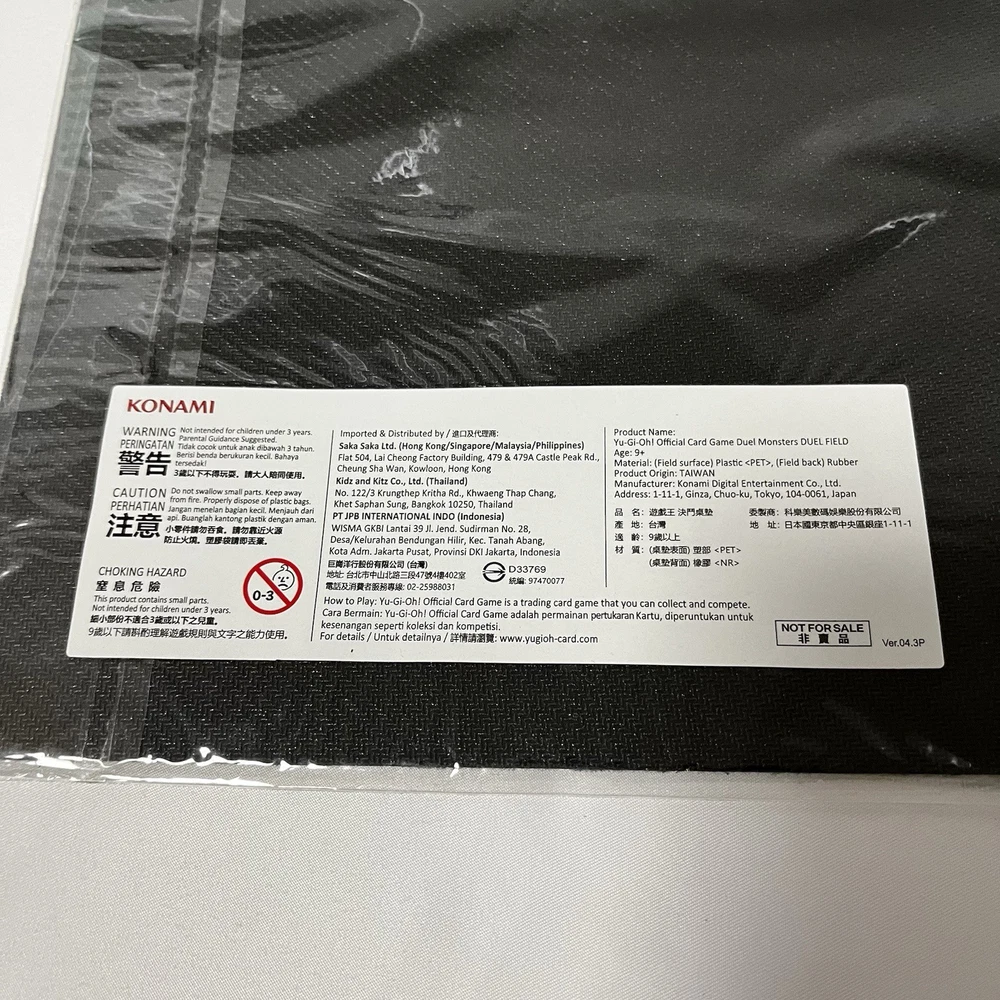 KONAMI
WARNING
PERINGATAN
警告
Not intended for children under 3 years.
Parental Guidance Suggested.
Tidak cocok untuk anak dibawah 3 tahun.
Berisi benda berukuran kecil. Bahaya
tersedak!
3歲以下不得玩耍，請大人陪同使用。
CAUTION
PERHATIAN
注意
Do not swallow small parts. Keep away
from fire. Properly dispose of plastic bags.
Jangan menelan bagian kecil. Menjauh dari
api. Buanglah kantong plastik dengan aman.
小零件請勿吞食。請勿靠近火源
防止火燒。塑膠袋請即丟棄。
CHOKING HAZARD
窒息危險
This product contains small parts.
Not intended for children under 3 years.
細小部份不適合3歲或以下之兒童。
9歲以下請斟酌理解遊戲規則與文字之能力使用。
0-3
Imported & Distributed by / 進口及代理商:
Saka Saka Ltd. (Hong Kong/Singapore/Malaysia/Philippines)
Flat 504, Lai Cheong Factory Building, 479 & 479A Castle Peak Rd.,
Cheung Sha Wan, Kowloon, Hong Kong
Kidz and Kitz Co., Ltd. (Thailand)
No. 122/3 Krungthep Kritha Rd., Khwaeng Thap Chang,
Khet Saphan Sung, Bangkok 10250, Thailand
PT JPB INTERNATIONAL INDO (Indonesia)
WISMA GKBI Lantai 39 Jl. Jend. Sudirman No. 28,
Desa/Kelurahan Bendungan Hilir, Kec. Tanah Abang,
Kota Adm. Jakarta Pusat, Provinsi DKI Jakarta, Indonesia
巨崗洋行股份有限公司 (台灣)
地址: 台北市中山北路三段47號4樓402室
電話及消費者服務專線: 02-25988031
D33769
統編: 97470077
How to Play: Yu-Gi-Oh! Official Card Game is a trading card game that you can collect and compete.
Cara Bermain: Yu-Gi-Oh! Official Card Game adalah permainan pertukaran Kartu, diperuntukan untuk
kesenangan seperti koleksi dan kompetisi.
For details / Untuk detailnya / 詳情請瀏覽: www.yugioh-card.com
Product Name:
Yu-Gi-Oh! Official Card Game Duel Monsters DUEL FIELD
Age: 9+
Material: (Field surface) Plastic <PET>, (Field back) Rubber
Product Origin: TAIWAN
Manufacturer: Konami Digital Entertainment Co., Ltd.
Address: 1-11-1, Ginza, Chuo-ku, Tokyo, 104-0061, Japan
品 名: 遊戲王 決鬥桌墊
產 地: 台灣
適 齡: 9歲以上
材 質: (桌墊表面) 塑部 <PET>
(桌墊背面) 橡膠 <NR>
委製商: 科樂美數碼娛樂股份有限公司
地 址: 日本國東京都中央區銀座1-11-1
NOT FOR SALE
非賣品
Ver.04.3P